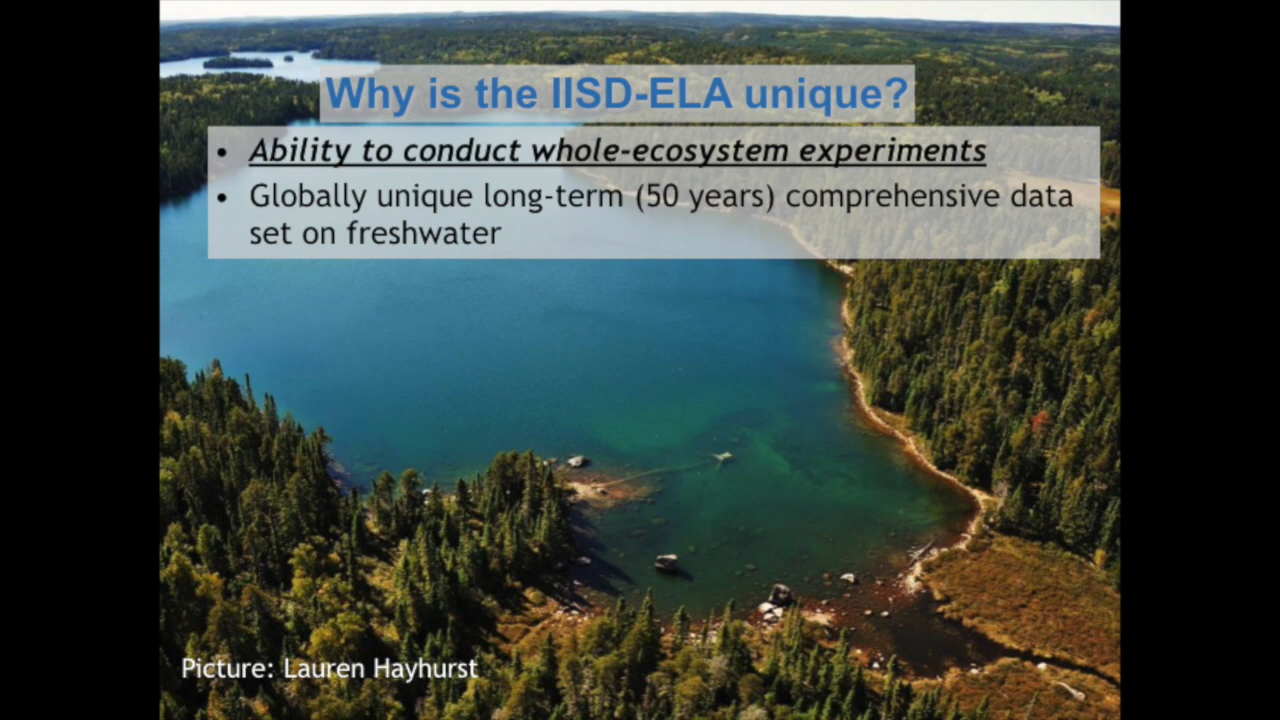 Why is the IISD-ELA unique?
• Ability to conduct whole-ecosystem experiments
• Globally unique long-term (50 years) comprehensive data
set on freshwater
Picture: Lauren Hayhurst